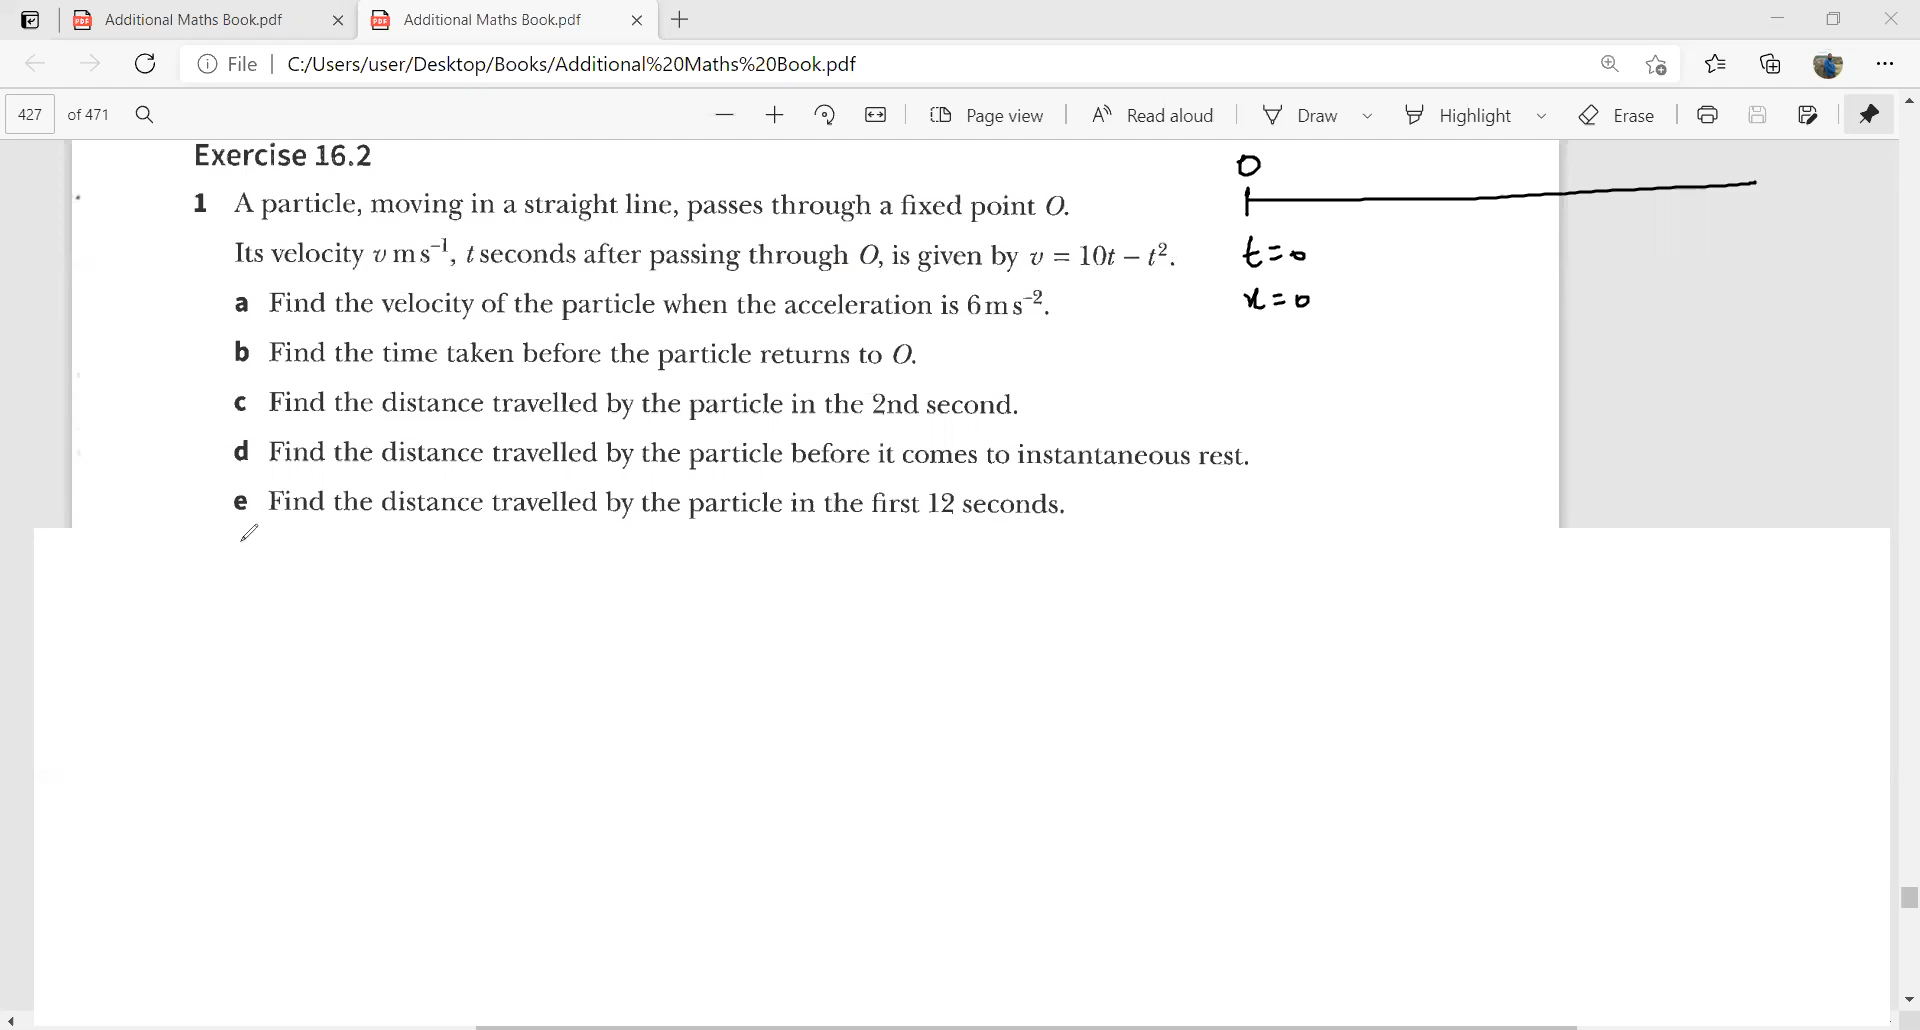 Additional Maths Book.pdf
Additional Maths Book.pdf
File
C:/Users/user/Desktop/Books/Additional%20Maths%20Book.pdf
427 of 471
Page view
Read aloud
Draw
Highlight
Erase
Exercise 16.2
1 A particle, moving in a straight line, passes through a fixed point O.
Its velocity v m s⁻¹, t seconds after passing through O, is given by v = 10t – t².
a Find the velocity of the particle when the acceleration is 6 m s⁻².
b Find the time taken before the particle returns to O.
c Find the distance travelled by the particle in the 2nd second.
d Find the distance travelled by the particle before it comes to instantaneous rest.
e Find the distance travelled by the particle in the first 12 seconds.
O
t=0
x=0